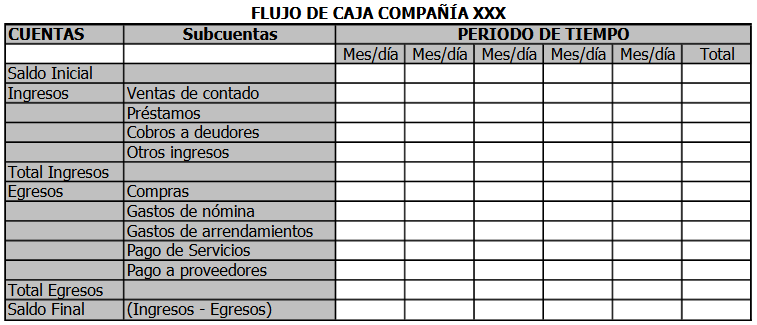 FLUJO DE CAJA COMPAÑÍA XXX
CUENTAS Subcuentas PERIODO DE TIEMPO
Mes/día Mes/día Mes/día Mes/día Mes/día Total
Saldo Inicial
Ingresos Ventas de contado
Préstamos
Cobros a deudores
Otros ingresos
Total Ingresos
Egresos Compras
Gastos de nómina
Gastos de arrendamientos
Pago de Servicios
Pago a proveedores
Total Egresos
Saldo Final (Ingresos - Egresos)